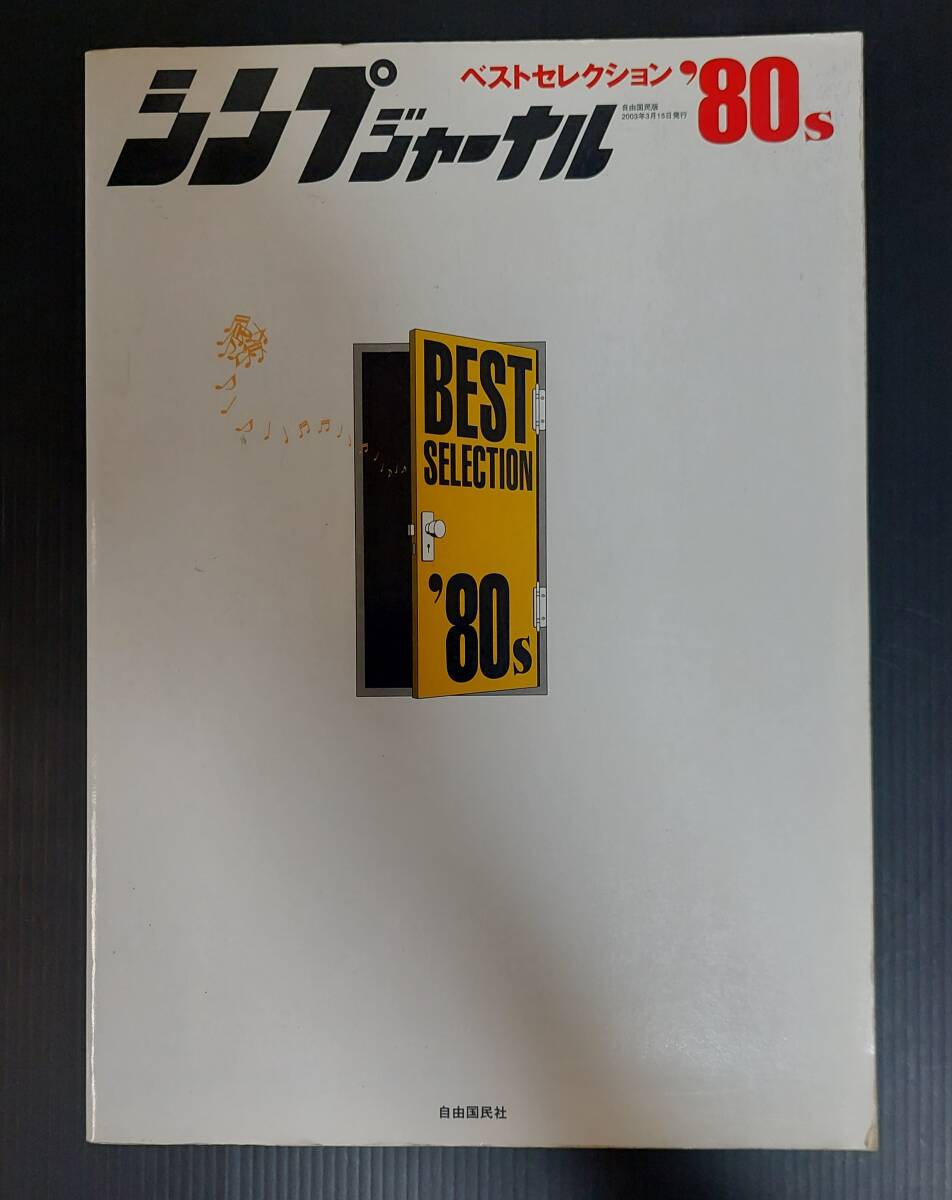 ベストセレクション '80s
シンプジャーナル
自由国民版
2003年3月15日発行
BEST
SELECTION
'80s
自由国民社